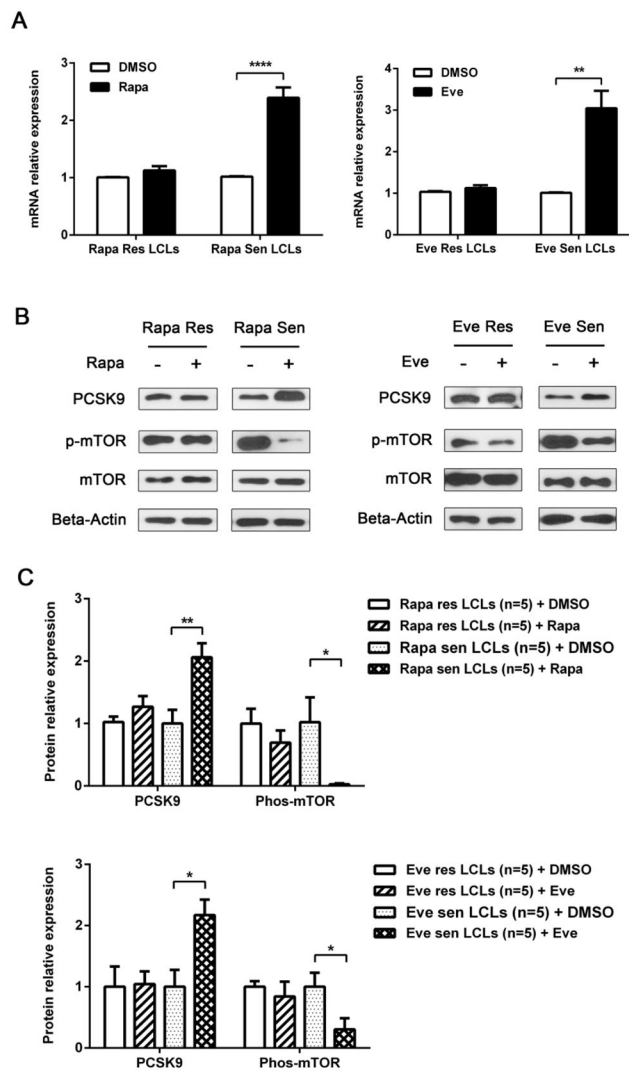 A
mRNA relative expression
3
2
1
0
DMSO
Rapa
****
Rapa Res LCLs
Rapa Sen LCLs
mRNA relative expression
4
3
2
1
0
DMSO
Eve
**
Eve Res LCLs
Eve Sen LCLs
B
Rapa Res Rapa Sen
Rapa - + - +
PCSK9
p-mTOR
mTOR
Beta-Actin
Eve Res Eve Sen
Eve - + - +
PCSK9
p-mTOR
mTOR
Beta-Actin
C
Protein relative expression
3
2
1
0
**
*
PCSK9
Phos-mTOR
Rapa res LCLs (n=5) + DMSO
Rapa res LCLs (n=5) + Rapa
Rapa sen LCLs (n=5) + DMSO
Rapa sen LCLs (n=5) + Rapa
Protein relative expression
3
2
1
0
*
*
PCSK9
Phos-mTOR
Eve res LCLs (n=5) + DMSO
Eve res LCLs (n=5) + Eve
Eve sen LCLs (n=5) + DMSO
Eve sen LCLs (n=5) + Eve